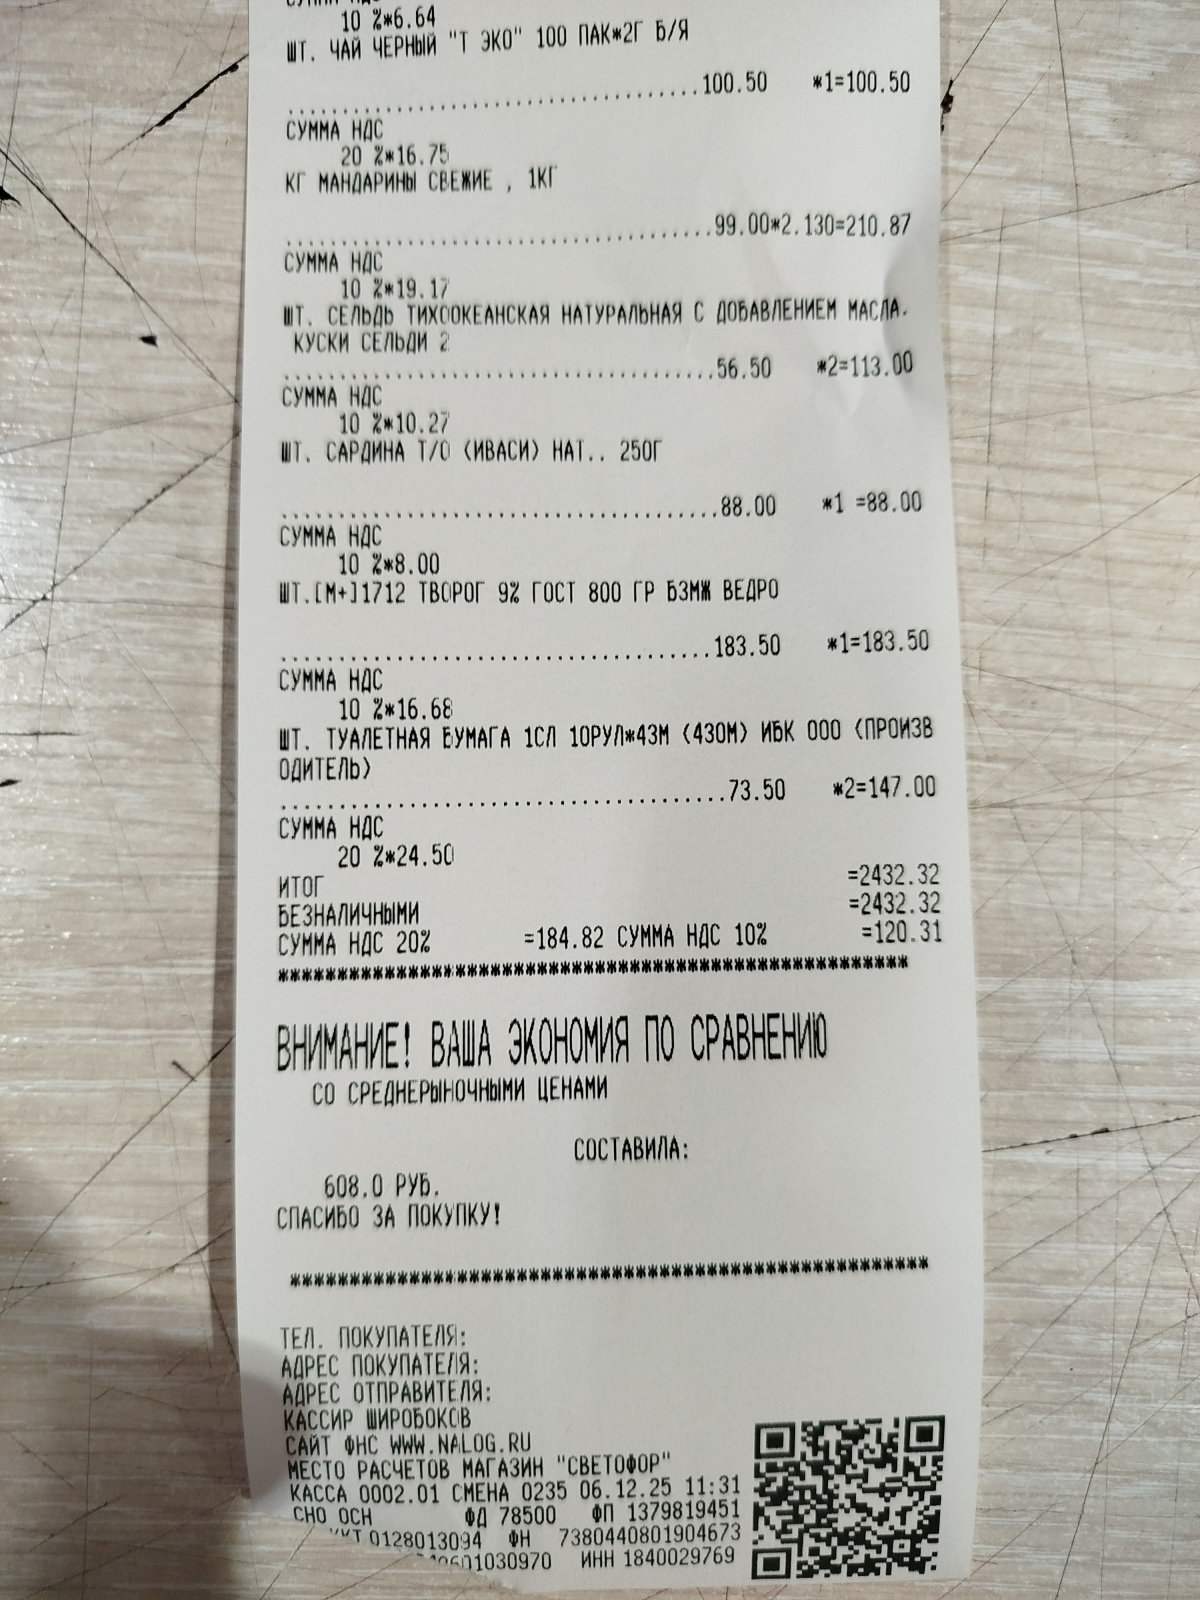 10 %*6.64
ШТ. ЧАЙ ЧЕРНЫЙ "Т ЭКО" 100 ПАК*2Г Б/Я
........................................100.50 *1=100.50
СУММА НДС
20 %*16.75
КГ МАНДАРИНЫ СВЕЖИЕ , 1КГ
........................................99.00*2.130=210.87
СУММА НДС
10 %*19.17
ШТ. СЕЛЬДЬ ТИХООКЕАНСКАЯ НАТУРАЛЬНАЯ С ДОБАВЛЕНИЕМ МАСЛА.
КУСКИ СЕЛЬДИ 2
........................................56.50 *2=113.00
СУММА НДС
10 %*10.27
ШТ. САРДИНА Т/О (ИВАСИ) НАТ.. 250Г
........................................88.00 *1 =88.00
СУММА НДС
10 %*8.00
ШТ.[М+]1712 ТВОРОГ 9% ГОСТ 800 ГР БЗМЖ ВЕДРО
........................................183.50 *1=183.50
СУММА НДС
10 %*16.68
ШТ. ТУАЛЕТНАЯ БУМАГА 1СЛ 10РУЛ*43М (430М) ИБК ООО (ПРОИЗВ
ОДИТЕЛЬ)
........................................73.50 *2=147.00
СУММА НДС
20 %*24.50
ИТОГ =2432.32
БЕЗНАЛИЧНЫМИ =2432.32
СУММА НДС 20% =184.82 СУММА НДС 10% =120.31
*********************************************************
ВНИМАНИЕ! ВАША ЭКОНОМИЯ ПО СРАВНЕНИЮ
СО СРЕДНЕРЫНОЧНЫМИ ЦЕНАМИ
СОСТАВИЛА:
608.0 РУБ.
СПАСИБО ЗА ПОКУПКУ!
*********************************************************
ТЕЛ. ПОКУПАТЕЛЯ:
АДРЕС ПОКУПАТЕЛЯ:
АДРЕС ОТПРАВИТЕЛЯ:
КАССИР ШИРОБОКОВ
САЙТ ФНС WWW.NALOG.RU
МЕСТО РАСЧЕТОВ МАГАЗИН "СВЕТОФОР"
КАССА 0002.01 СМЕНА 0235 06.12.25 11:31
СНО ОСН ФД 78500 ФП 1379819451
ККТ 0128013094 ФН 7380440801904673
ИНН 1840029769